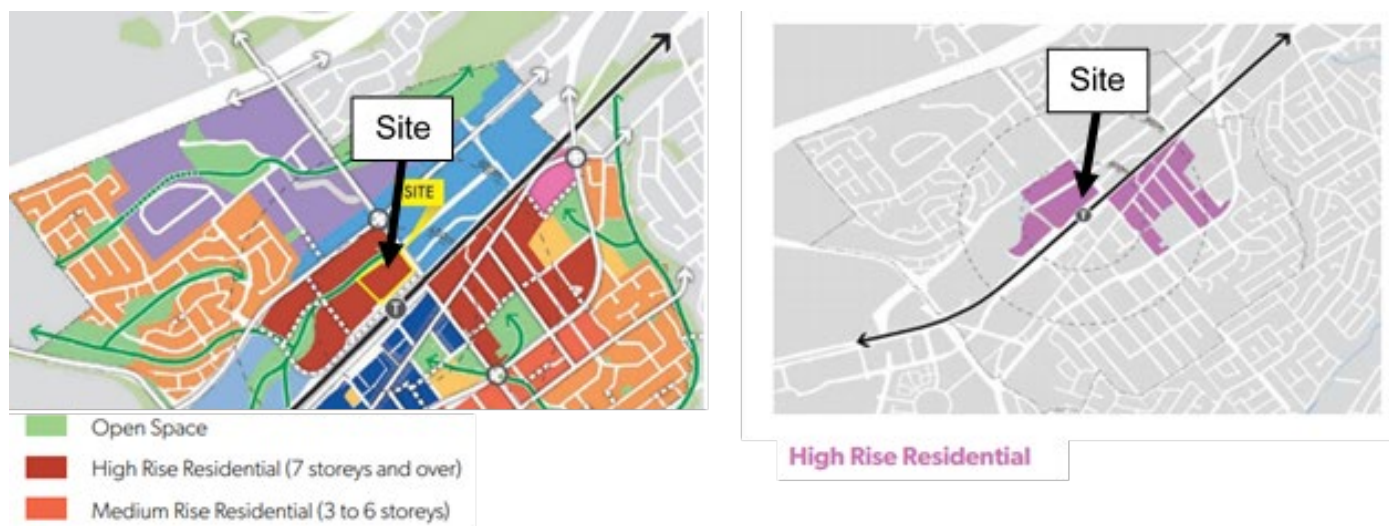 Site
SITE
T
Open Space
High Rise Residential (7 storeys and over)
Medium Rise Residential (3 to 6 storeys)
Site
T
High Rise Residential